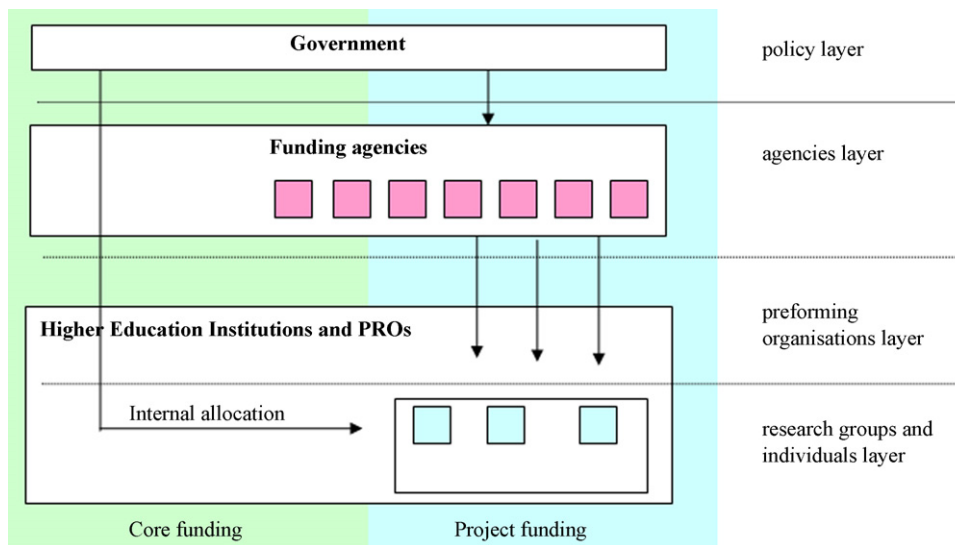 Government
policy layer
Funding agencies
agencies layer
Higher Education Institutions and PROs
preforming
organisations layer
Internal allocation
research groups and
individuals layer
Core funding
Project funding